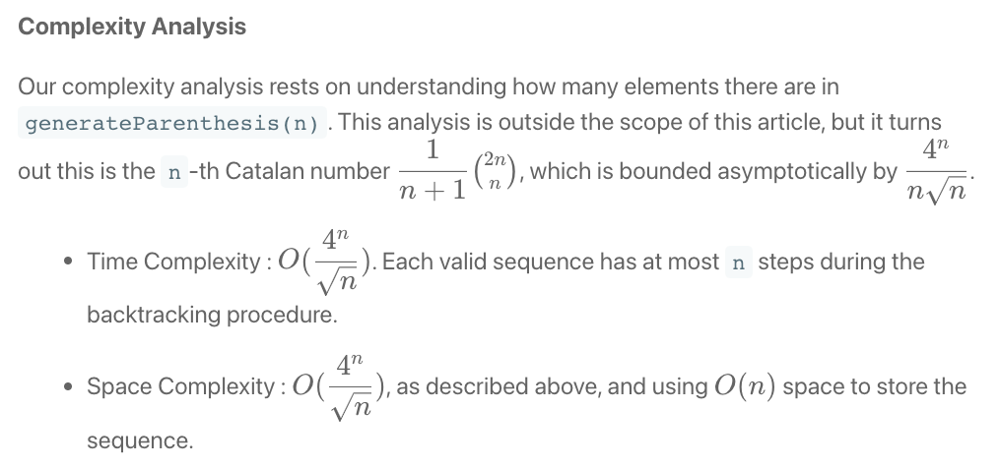 Complexity Analysis
Our complexity analysis rests on understanding how many elements there are in
generateParenthesis(n) . This analysis is outside the scope of this article, but it turns
out this is the n -th Catalan number $\frac{1}{n+1}\binom{2n}{n}$, which is bounded asymptotically by $\frac{4^n}{n\sqrt{n}}$.
• Time Complexity : $O(\frac{4^n}{\sqrt{n}})$. Each valid sequence has at most n steps during the
backtracking procedure.
• Space Complexity : $O(\frac{4^n}{\sqrt{n}})$, as described above, and using $O(n)$ space to store the
sequence.